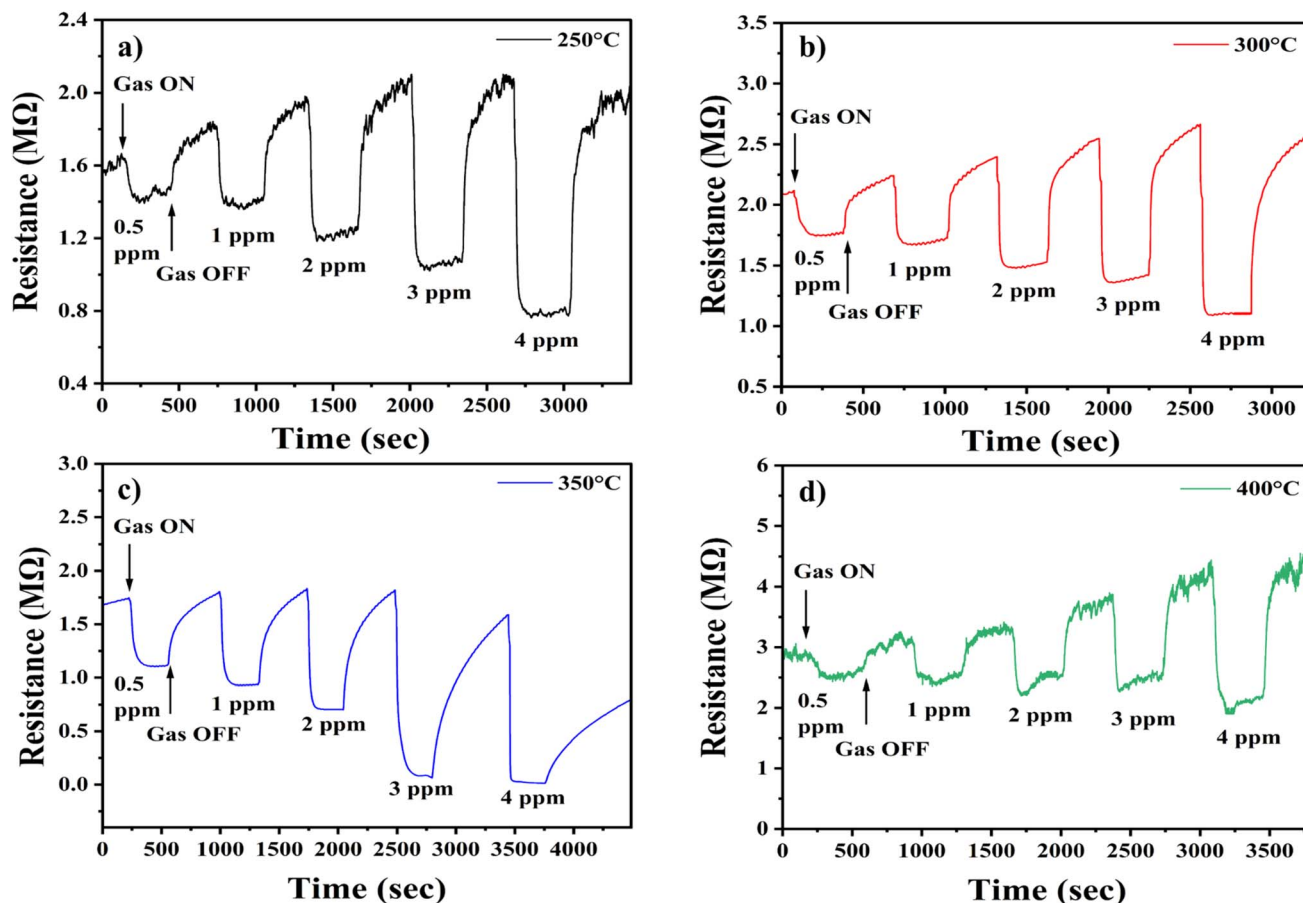 a)
250°C
Gas ON
0.5
ppm
Gas OFF
1 ppm
2 ppm
3 ppm
4 ppm
Resistance (MΩ)
2.4
2.0
1.6
1.2
0.8
0.4
0 500 1000 1500 2000 2500 3000
Time (sec)
b)
300°C
Gas ON
0.5
ppm
Gas OFF
1 ppm
2 ppm
3 ppm
4 ppm
Resistance (MΩ)
3.5
3.0
2.5
2.0
1.5
1.0
0.5
0 500 1000 1500 2000 2500 3000
Time (sec)
c)
350°C
Gas ON
0.5
ppm
Gas OFF
1 ppm
2 ppm
3 ppm
4 ppm
Resistance (MΩ)
3.0
2.5
2.0
1.5
1.0
0.5
0.0
0 500 1000 1500 2000 2500 3000 3500 4000
Time (sec)
d)
400°C
Gas ON
0.5
ppm
Gas OFF
1 ppm
2 ppm
3 ppm
4 ppm
Resistance (MΩ)
6
5
4
3
2
1
0
0 500 1000 1500 2000 2500 3000 3500
Time (sec)